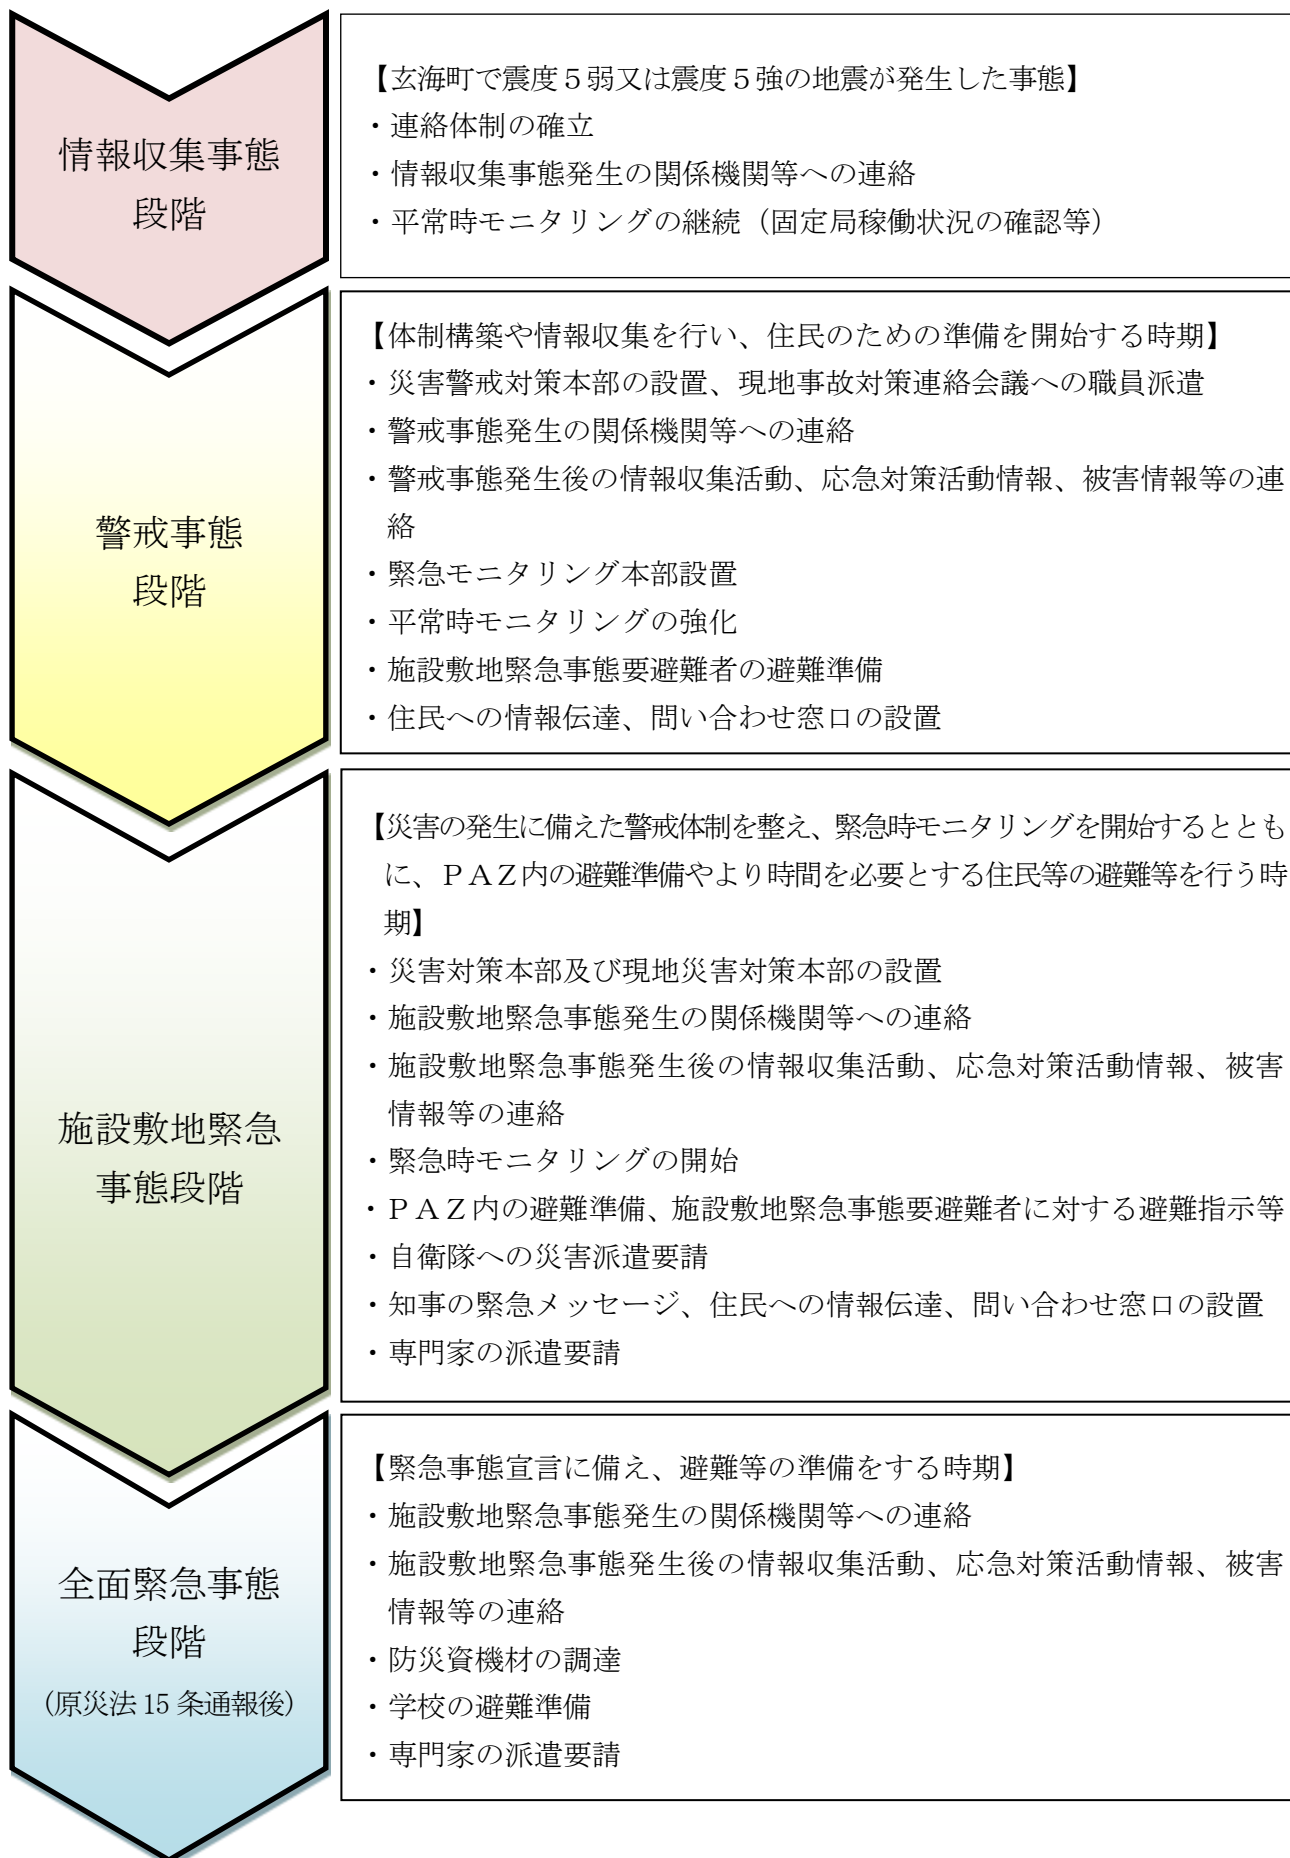 情報収集事態
段階
【玄海町で震度５弱又は震度５強の地震が発生した事態】
・連絡体制の確立
・情報収集事態発生の関係機関等への連絡
・平常時モニタリングの継続（固定局稼働状況の確認等）
警戒事態
段階
【体制構築や情報収集を行い、住民のための準備を開始する時期】
・災害警戒対策本部の設置、現地事故対策連絡会議への職員派遣
・警戒事態発生の関係機関等への連絡
・警戒事態発生後の情報収集活動、応急対策活動情報、被害情報等の連
絡
・緊急モニタリング本部設置
・平常時モニタリングの強化
・施設敷地緊急事態要避難者の避難準備
・住民への情報伝達、問い合わせ窓口の設置
施設敷地緊急
事態段階
【災害の発生に備えた警戒体制を整え、緊急時モニタリングを開始するととも
に、ＰＡＺ内の避難準備やより時間を必要とする住民等の避難等を行う時
期】
・災害対策本部及び現地災害対策本部の設置
・施設敷地緊急事態発生の関係機関等への連絡
・施設敷地緊急事態発生後の情報収集活動、応急対策活動情報、被害
情報等の連絡
・緊急時モニタリングの開始
・ＰＡＺ内の避難準備、施設敷地緊急事態要避難者に対する避難指示等
・自衛隊への災害派遣要請
・知事の緊急メッセージ、住民への情報伝達、問い合わせ窓口の設置
・専門家の派遣要請
全面緊急事態
段階
（原災法 15 条通報後）
【緊急事態宣言に備え、避難等の準備をする時期】
・施設敷地緊急事態発生の関係機関等への連絡
・施設敷地緊急事態発生後の情報収集活動、応急対策活動情報、被害
情報等の連絡
・防災資機材の調達
・学校の避難準備
・専門家の派遣要請